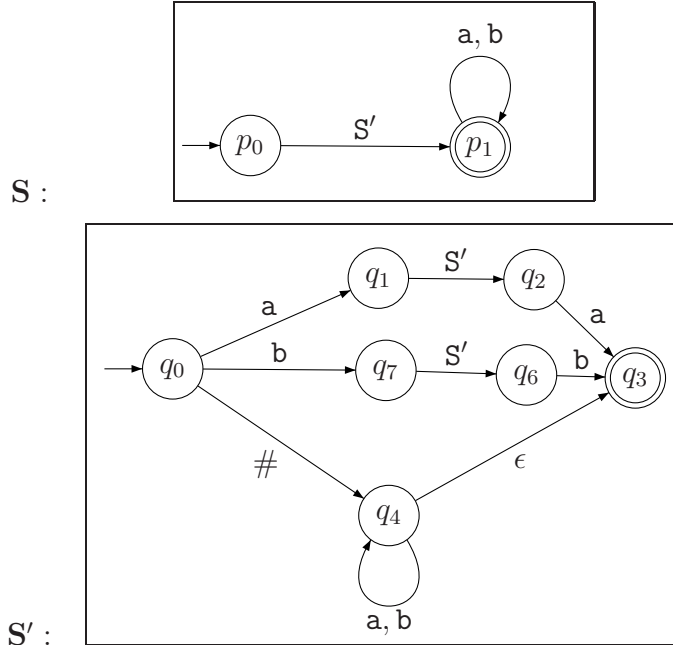 a, b
S′
p₀
p₁
S :
q₁
S′
q₂
a
a
q₀
b
q₇
S′
q₆
b
q₃
#
ϵ
q₄
a, b
S′ :